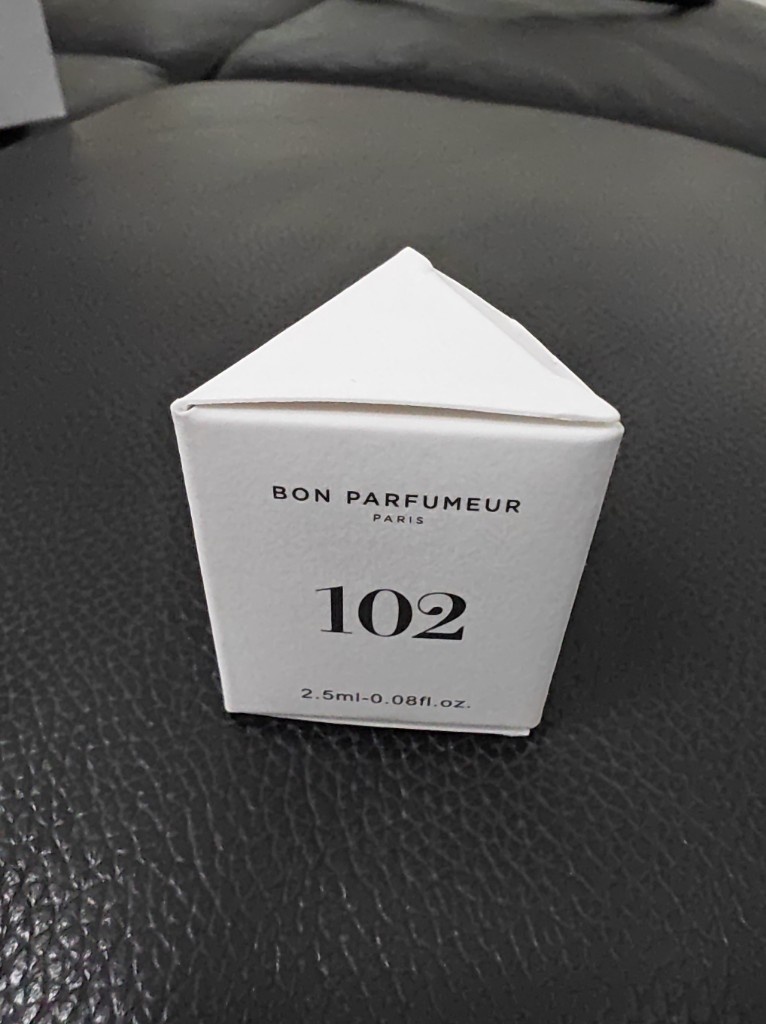 BON PARFUMEUR
PARIS
102
2.5ml-0.08fl.oz.